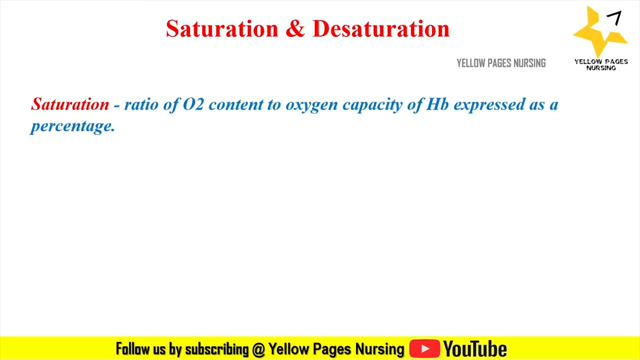 Saturation & Desaturation
YELLOW PAGES NURSING
YELLOW PAGES
NURSING
Saturation - ratio of O2 content to oxygen capacity of Hb expressed as a
percentage.
Follow us by subscribing @ Yellow Pages Nursing YouTube